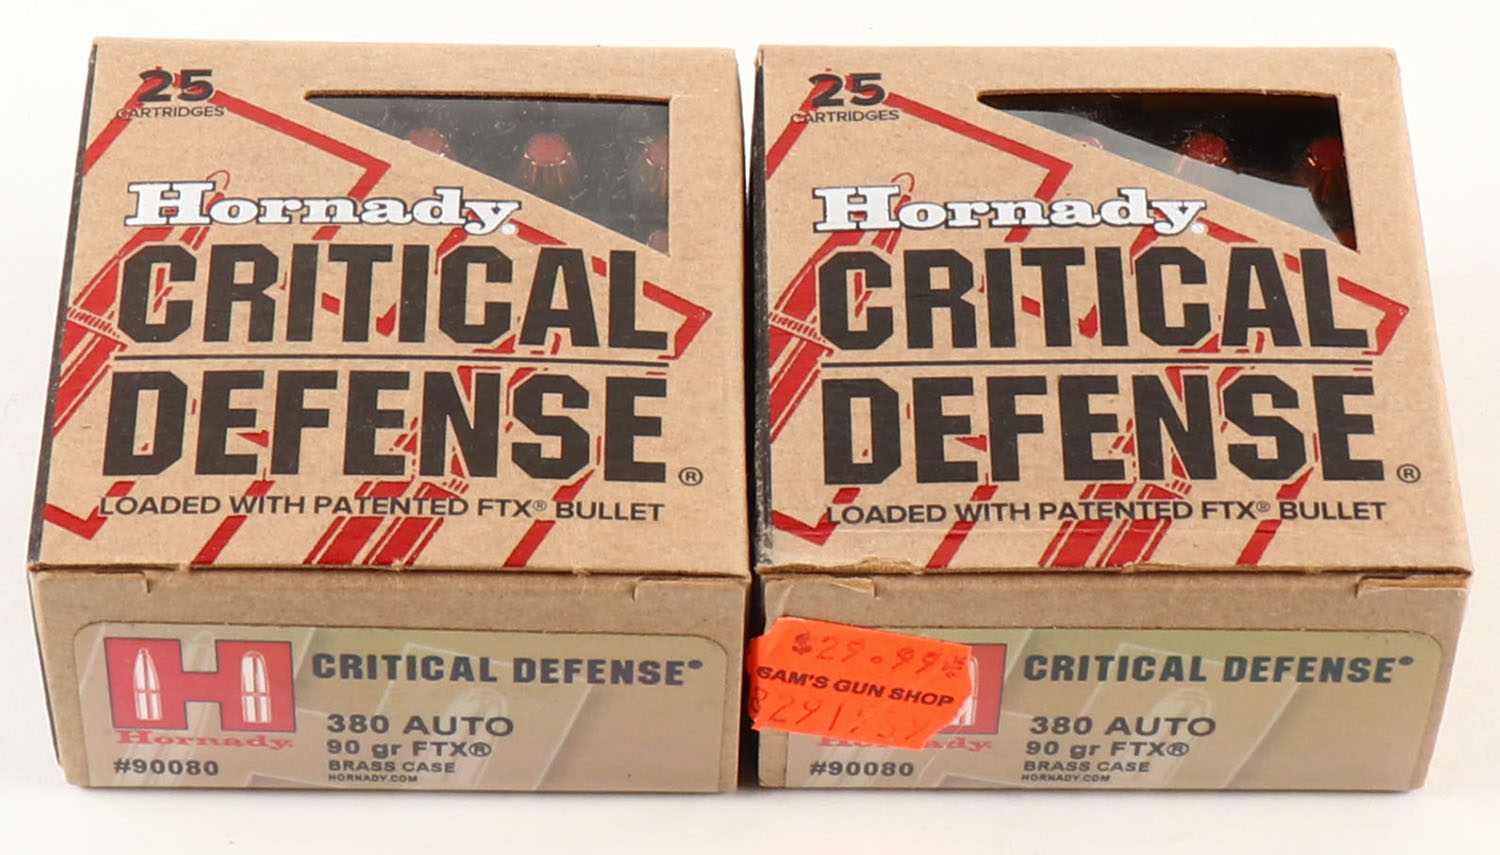 25
CARTRIDGES
Hornady.
CRITICAL
DEFENSE®
LOADED WITH PATENTED FTX® BULLET
H
Hornady.
CRITICAL DEFENSE®
380 AUTO
90 gr FTX®
BRASS CASE
HORNADY.COM
#90080
25
CARTRIDGES
Hornady.
CRITICAL
DEFENSE®
LOADED WITH PATENTED FTX® BULLET
$29.99
SAM'S GUN SHOP
Hornady.
CRITICAL DEFENSE®
380 AUTO
90 gr FTX®
BRASS CASE
HORNADY.COM
#90080